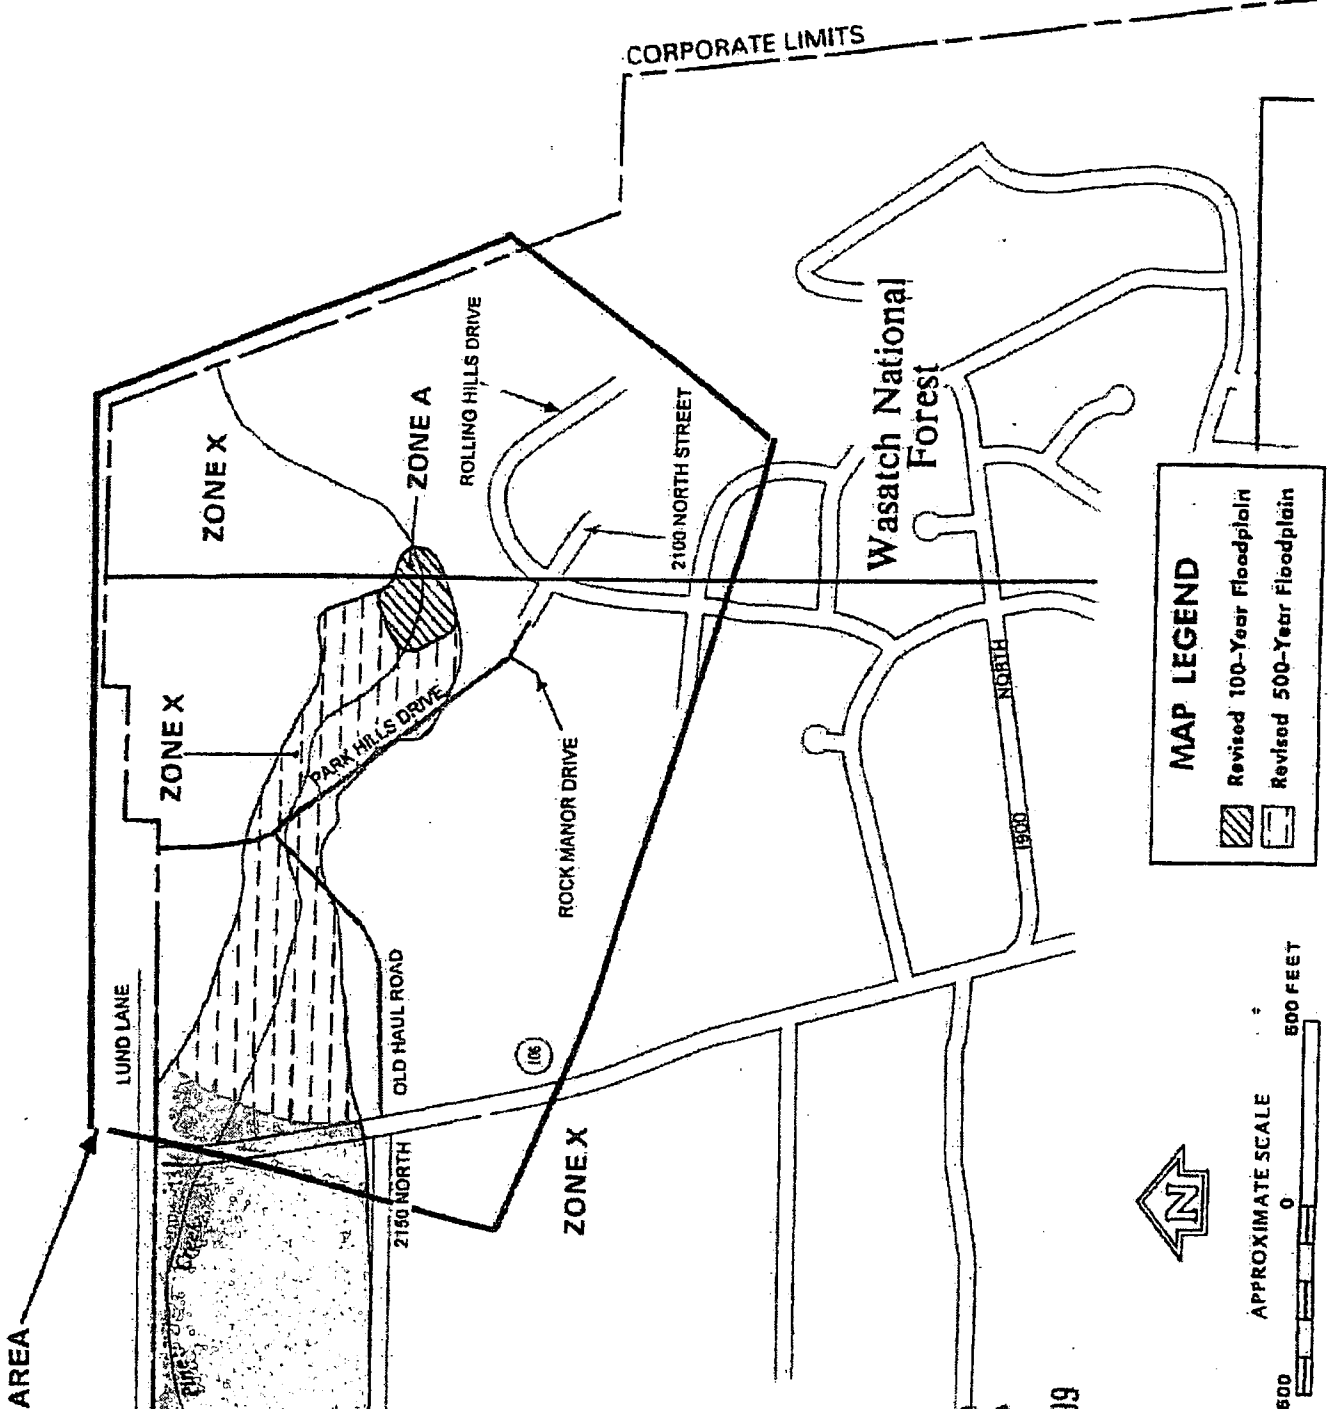 CORPORATE LIMITS
ROLLING HILLS DRIVE
ZONE A
ZONE X
2100 NORTH STREET
Wasatch National
Forest
ZONE X
PARK HILLS DRIVE
ROCK MANOR DRIVE
NORTH
1900
LUND LANE
OLD HAUL ROAD
106
2150 NORTH
ZONE X
AREA
Pine
Creek
MAP LEGEND
Revised 100-Year Floodplain
Revised 500-Year Floodplain
N
APPROXIMATE SCALE
500
0
500 FEET